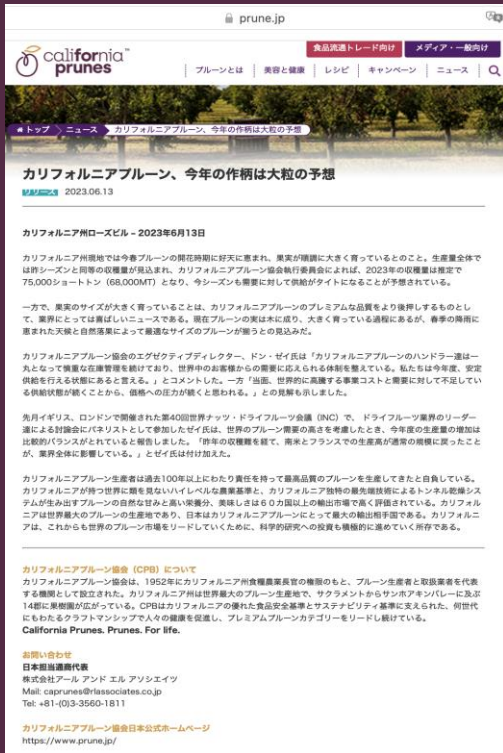 prune.jp
食品流通トレード向け
メディア・一般向け
california
prunes
プルーンとは
美容と健康
レシピ
キャンペーン
ニュース
トップ
ニュース
カリフォルニアプルーン、今年の作柄は大粒の予想
カリフォルニアプルーン、今年の作柄は大粒の予想
リリース 2023.06.13
カリフォルニア州ローズビル – 2023年6月13日
カリフォルニア州現地では今春プルーンの開花時期に好天に恵まれ、果実が順調に大きく育っているとのこと。生産量全体で
は昨シーズンと同等の収穫量が見込まれ、カリフォルニアプルーン協会執行委員会によれば、2023年の収穫量は推定で
75,000ショートトン（68,000MT）となり、今シーズンも需要に対して供給がタイトになることが予想されている。
一方で、果実のサイズが大きく育っていることは、カリフォルニアプルーンのプレミアムな品質をより後押しするものとし
て、業界にとっては喜ばしいニュースである。現在プルーンの実は木に成り、大きく育っている過程にあるが、春季の降雨に
恵まれた天候と自然落果によって最適なサイズのプルーンが揃うとの見込みだ。
カリフォルニアプルーン協会のエグゼクティブディレクター、ドン・ゼイ氏は「カリフォルニアプルーンのハンドラー達は一
丸となって慎重な在庫管理を続けており、世界中のお客様からの需要に応えられる体制を整えている。私たちは今年度、安定
供給を行える状態にあると言える。」とコメントした。一方「当面、世界的に高騰する事業コストと需要に対して不足してい
る供給状態が続くことから、価格への圧力が続くと思われる。」との見解も示しました。
先月イギリス、ロンドンで開催された第40回世界ナッツ・ドライフルーツ会議（INC）で、 ドライフルーツ業界のリーダー
達による討論会にパネリストとして参加したゼイ氏は、世界のプルーン需要の高さを考慮したとき、今年度の生産量の増加は
比較的バランスがとれていると報告しました。「昨年の収穫難を経て、南米とフランスでの生産高が通常の規模に戻ったこと
が、業界全体に影響している。」とゼイ氏は付け加えた。
カリフォルニアプルーン生産者は過去100年以上にわたり責任を持って最高品質のプルーンを生産してきたと自負している。
カリフォルニアが持つ世界に類を見ないハイレベルな農業基準と、カリフォルニア独特の最先端技術によるトンネル乾燥シス
テムが生み出すプルーンの自然な甘みと高い栄養分、美味しさは６０カ国以上の輸出市場で高く評価されている。カリフォル
ニアは世界最大のプルーンの生産地であり、日本はカリフォルニアプルーンにとって最大の輸出相手国である。カリフォルニ
アは、これからも世界のプルーン市場をリードしていくために、科学的研究への投資も積極的に進めていく所存である。
カリフォルニアプルーン協会（CPB）について
カリフォルニアプルーン協会は、1952年にカリフォルニア州食糧農業長官の権限のもと、プルーン生産者と取扱業者を代表
する機関として設立された。カリフォルニア州は世界最大のプルーン生産地で、サクラメントからサンホアキンバレーに及ぶ
14郡に果樹園が広がっている。CPBはカリフォルニアの優れた食品安全基準とサステナビリティ基準に支えられた、何世代
にもわたるクラフトマンシップで人々の健康を促進し、プレミアムプルーンカテゴリーをリードし続けている。
California Prunes. Prunes. For life.
お問い合わせ
日本担当通商代表
株式会社アール アンド エル アソシエイツ
Mail: caprunes@rlassociates.co.jp
Tel: +81-(0)3-3560-1811
カリフォルニアプルーン協会日本公式ホームページ
https://www.prune.jp/